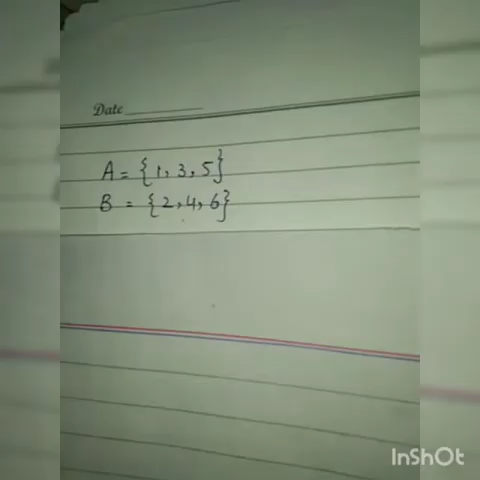 Date
A = {1, 3, 5}
B = {2, 4, 6}
InShOt